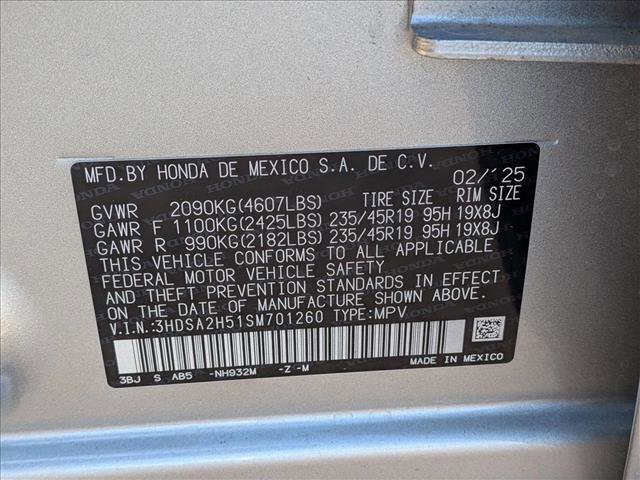 MFD.BY HONDA DE MEXICO S.A. DE C.V. 02/'25
GVWR 2090KG(4607LBS) TIRE SIZE RIM SIZE
GAWR F 1100KG(2425LBS) 235/45R19 95H 19X8J
GAWR R 990KG(2182LBS) 235/45R19 95H 19X8J
THIS VEHICLE CONFORMS TO ALL APPLICABLE
FEDERAL MOTOR VEHICLE SAFETY
AND THEFT PREVENTION STANDARDS IN EFFECT
ON THE DATE OF MANUFACTURE SHOWN ABOVE.
V.I.N.:3HDSA2H51SM701260 TYPE:MPV
MADE IN MEXICO
3BJ S AB5 -NH932M -Z -M